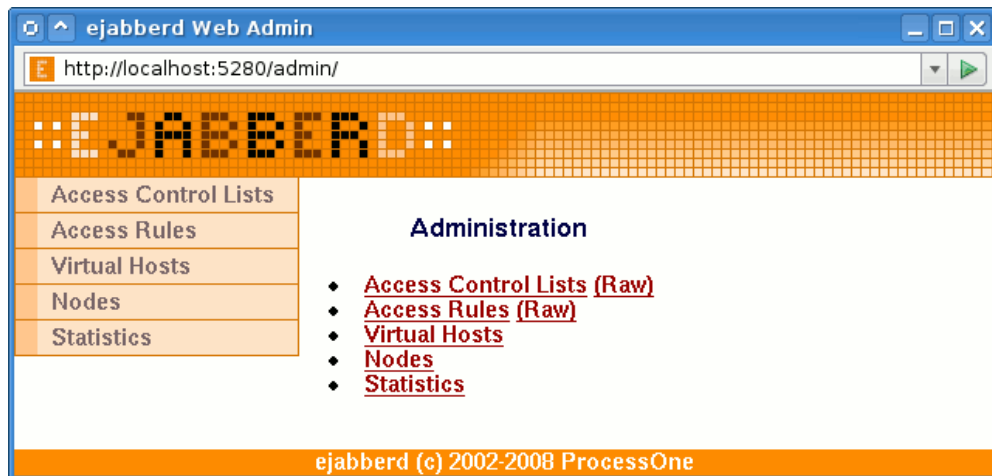 ejabberd Web Admin
http://localhost:5280/admin/
::EJABBERD::
Access Control Lists
Access Rules
Virtual Hosts
Nodes
Statistics
Administration
Access Control Lists (Raw)
Access Rules (Raw)
Virtual Hosts
Nodes
Statistics
ejabberd (c) 2002-2008 ProcessOne